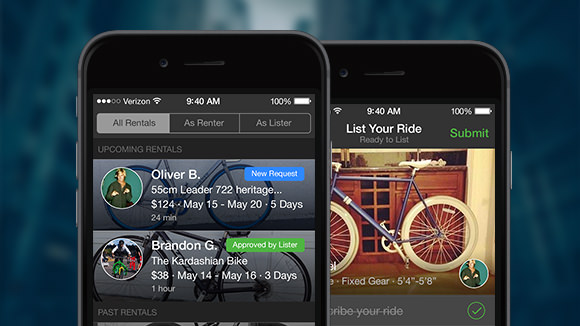 Verizon 9:40 AM 100%
All Rentals As Renter As Lister
UPCOMING RENTALS
Oliver B. New Request
55cm Leader 722 heritage...
$124 · May 15 - May 20 · 5 Days
24 min
Brandon G. Approved by Lister
The Kardashian Bike
$38 · May 14 - May 16 · 3 Days
1 hour
PAST RENTALS
9:40 AM 100%
List Your Ride
Ready to List
Submit
· Fixed Gear · 5'4"-5'8"
your ride